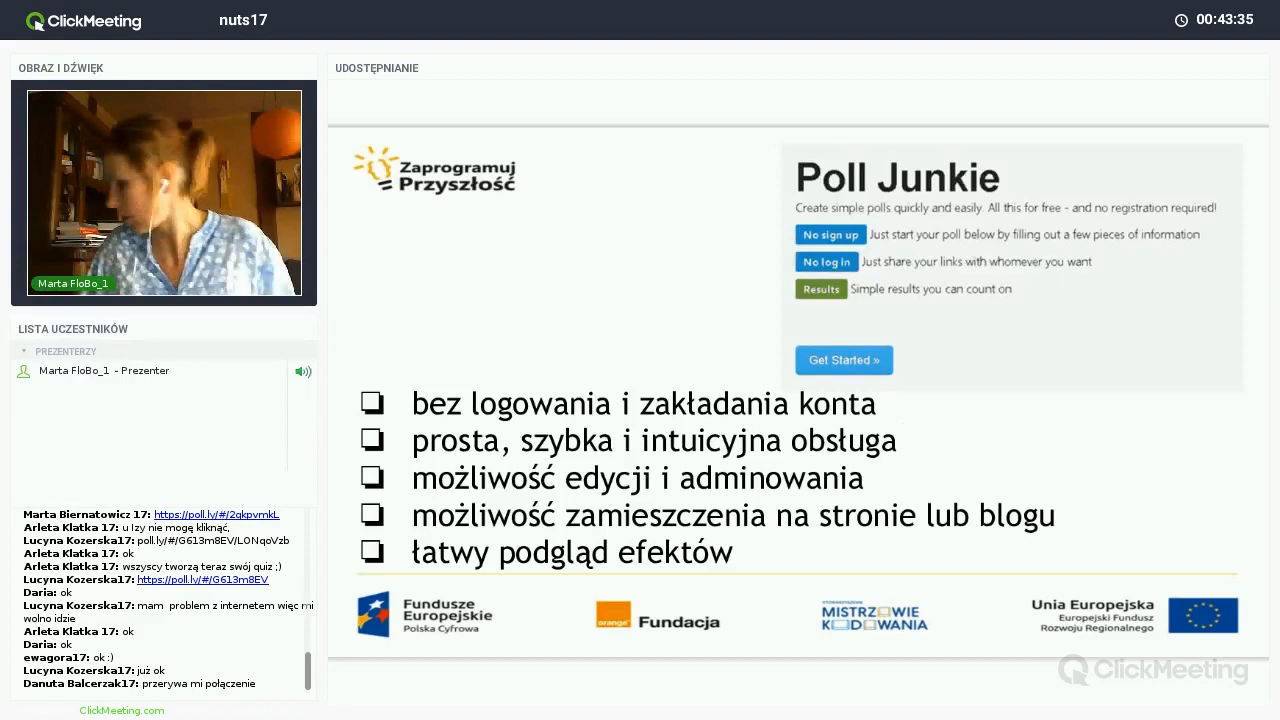 ClickMeeting
nuts17
00:43:35
OBRAZ I DŹWIĘK
Marta FloBo_1
LISTA UCZESTNIKÓW
PREZENTERZY
Marta FloBo_1 - Prezenter
Marta Biernatowicz 17: https://poll.ly/#/2qkpvmkL
Arleta Klatka 17: u Izy nie mogę kliknąć,
Lucyna Kozerska17: poll.ly/#/G613m8EV/LONqoVzb
Arleta Klatka 17: ok
Arleta Klatka 17: wszyscy tworzą teraz swój quiz ;)
Lucyna Kozerska17: https://poll.ly/#/G613m8EV
Daria: ok
Lucyna Kozerska17: mam problem z internetem więc mi
wolno idzie
Arleta Klatka 17: ok
Daria: ok
ewagora17: ok :)
Lucyna Kozerska17: już ok
Danuta Balcerzak17: przerywa mi połączenie
ClickMeeting.com
UDOSTĘPNIANIE
Zaprogramuj
Przyszłość
Poll Junkie
Create simple polls quickly and easily. All this for free - and no registration required!
No sign up Just start your poll below by filling out a few pieces of information
No log in Just share your links with whomever you want
Results Simple results you can count on
Get Started »
❏ bez logowania i zakładania konta
❏ prosta, szybka i intuicyjna obsługa
❏ możliwość edycji i adminowania
❏ możliwość zamieszczenia na stronie lub blogu
❏ łatwy podgląd efektów
Fundusze
Europejskie
Polska Cyfrowa
orange
Fundacja
STOWARZYSZENIE
MISTRZOWIE
KODOWANIA
Unia Europejska
Europejski Fundusz
Rozwoju Regionalnego
ClickMeeting